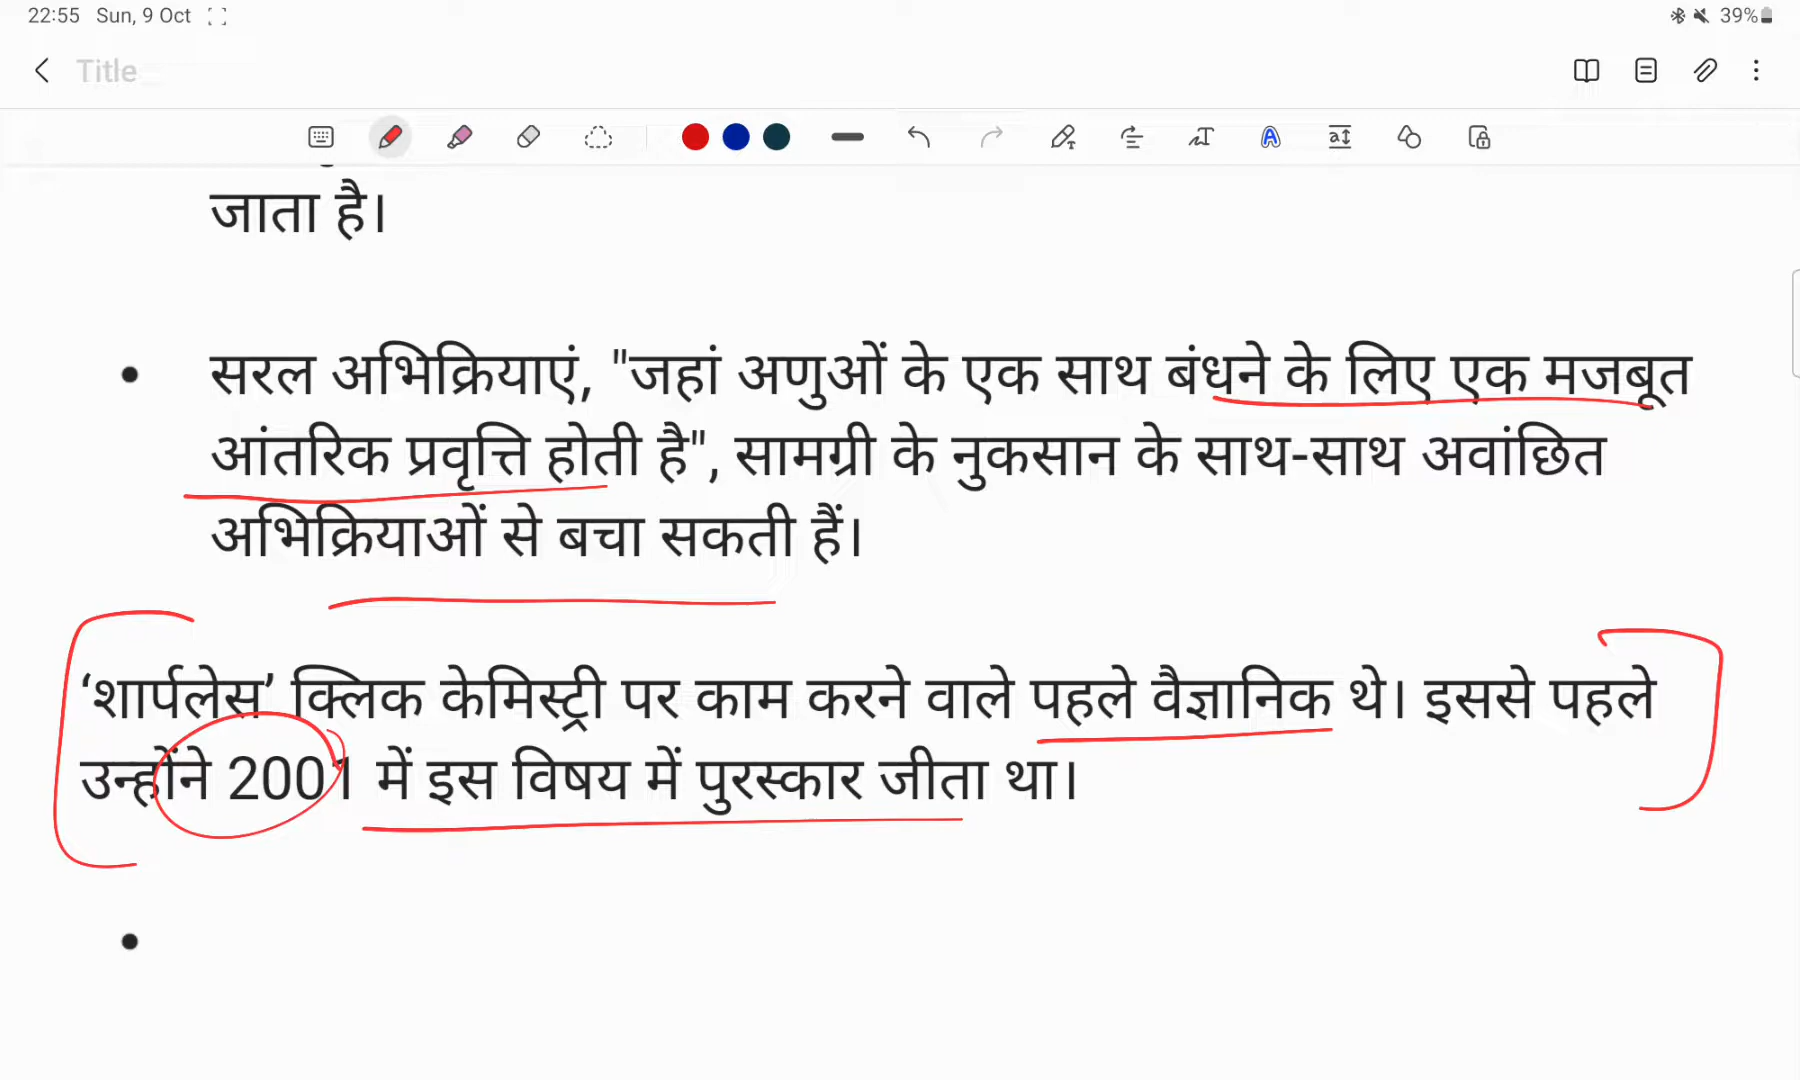 22:55 Sun, 9 Oct
39%
Title
जाता है।
सरल अभिक्रियाएं, "जहां अणुओं के एक साथ बंधने के लिए एक मजबूत
आंतरिक प्रवृत्ति होती है", सामग्री के नुकसान के साथ-साथ अवांछित
अभिक्रियाओं से बचा सकती हैं।
‘शार्पलेस’ क्लिक केमिस्ट्री पर काम करने वाले पहले वैज्ञानिक थे। इससे पहले
उन्होंने 2001 में इस विषय में पुरस्कार जीता था।